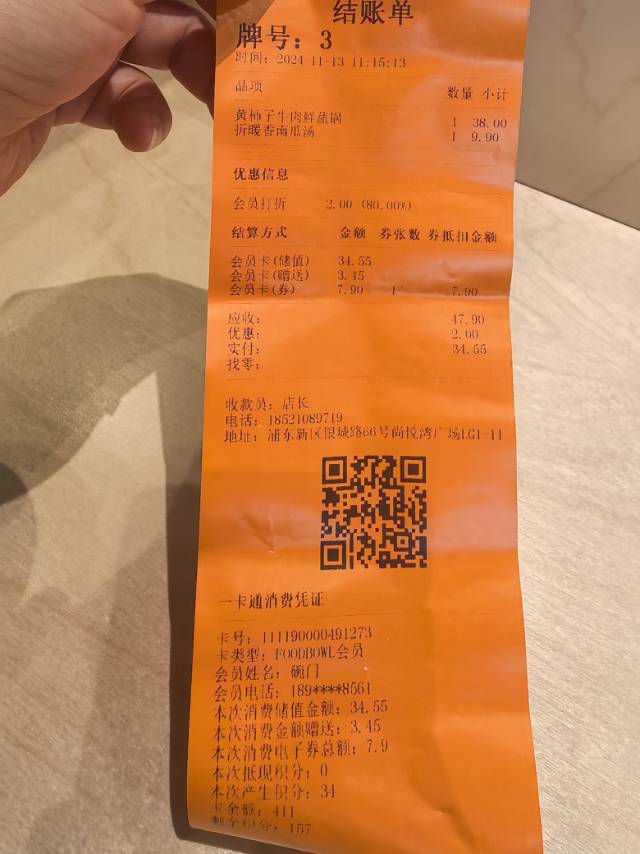 结账单
牌号：3
时间：2024-11-13 11:15:13
品项 数量 小计
黄柿子牛肉鲜蔬锅 1 38.00
折暖香南瓜汤 1 9.90
优惠信息
会员打折 2.00 (80.00%)
结算方式 金额 券张数 券抵扣金额
会员卡(储值) 34.55
会员卡(赠送) 3.45
会员卡(券) 7.90 1 7.90
应收： 47.90
优惠： 2.00
实付： 34.55
找零：
收款员：店长
电话：18521089719
地址：浦东新区银城路66号尚悦湾广场LG1-11
一卡通消费凭证
卡号：111190000491273
卡类型：FOODBOWL会员
会员姓名：碗门
会员电话：189****8561
本次消费储值金额：34.55
本次消费金额赠送：3.45
本次消费电子券总额：7.9
本次抵现积分：0
本次产生积分：34
卡余额：411
剩余积分：157